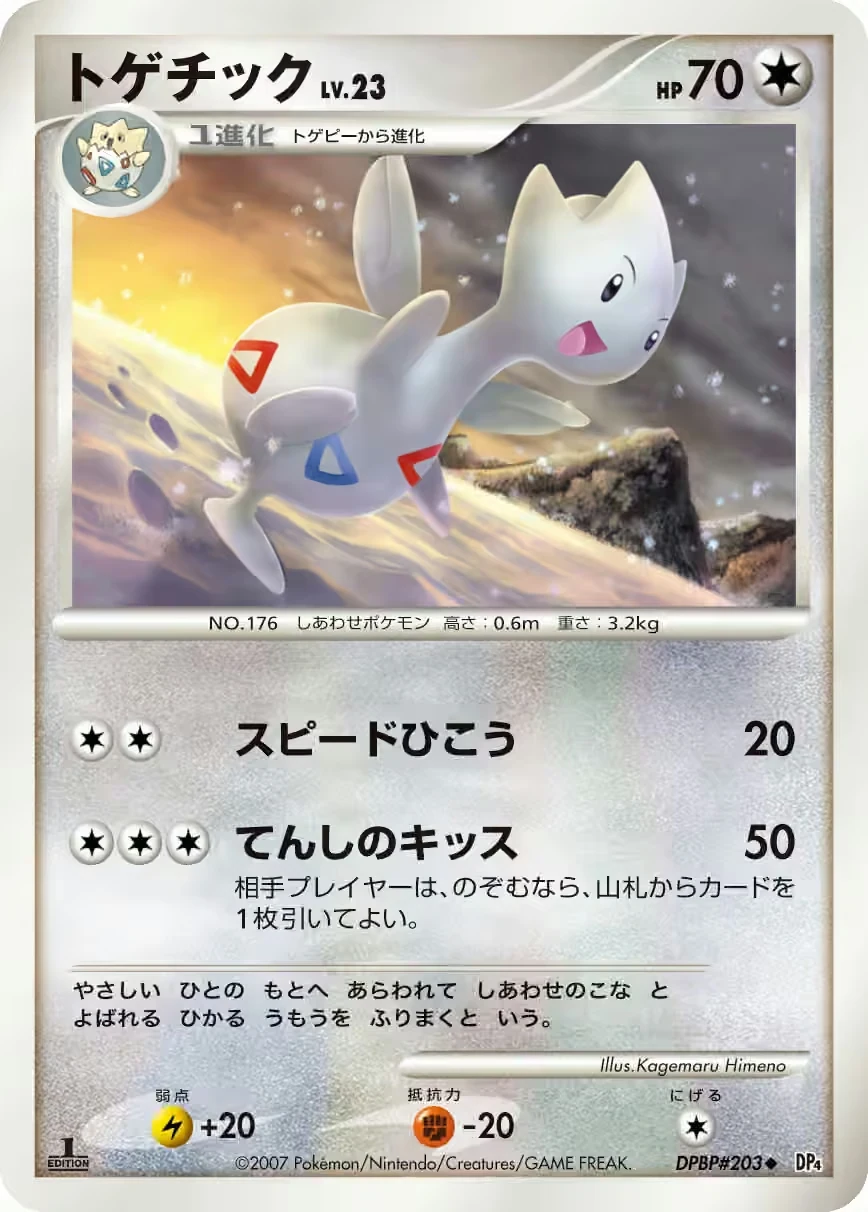 トゲチック LV.23 HP 70
1進化 トゲピーから進化
NO.176 しあわせポケモン 高さ：0.6m 重さ：3.2kg
スピードひこう 20
てんしのキッス 50
相手プレイヤーは、のぞむなら、山札からカードを
1枚引いてよい。
やさしい ひとの もとへ あらわれて しあわせのこな と
よばれる ひかる うもうを ふりまくと いう。
Illus.Kagemaru Himeno
弱点 抵抗力 にげる
+20 -20
1 EDITION ©2007 Pokémon/Nintendo/Creatures/GAME FREAK. DPBP#203◆ DP4